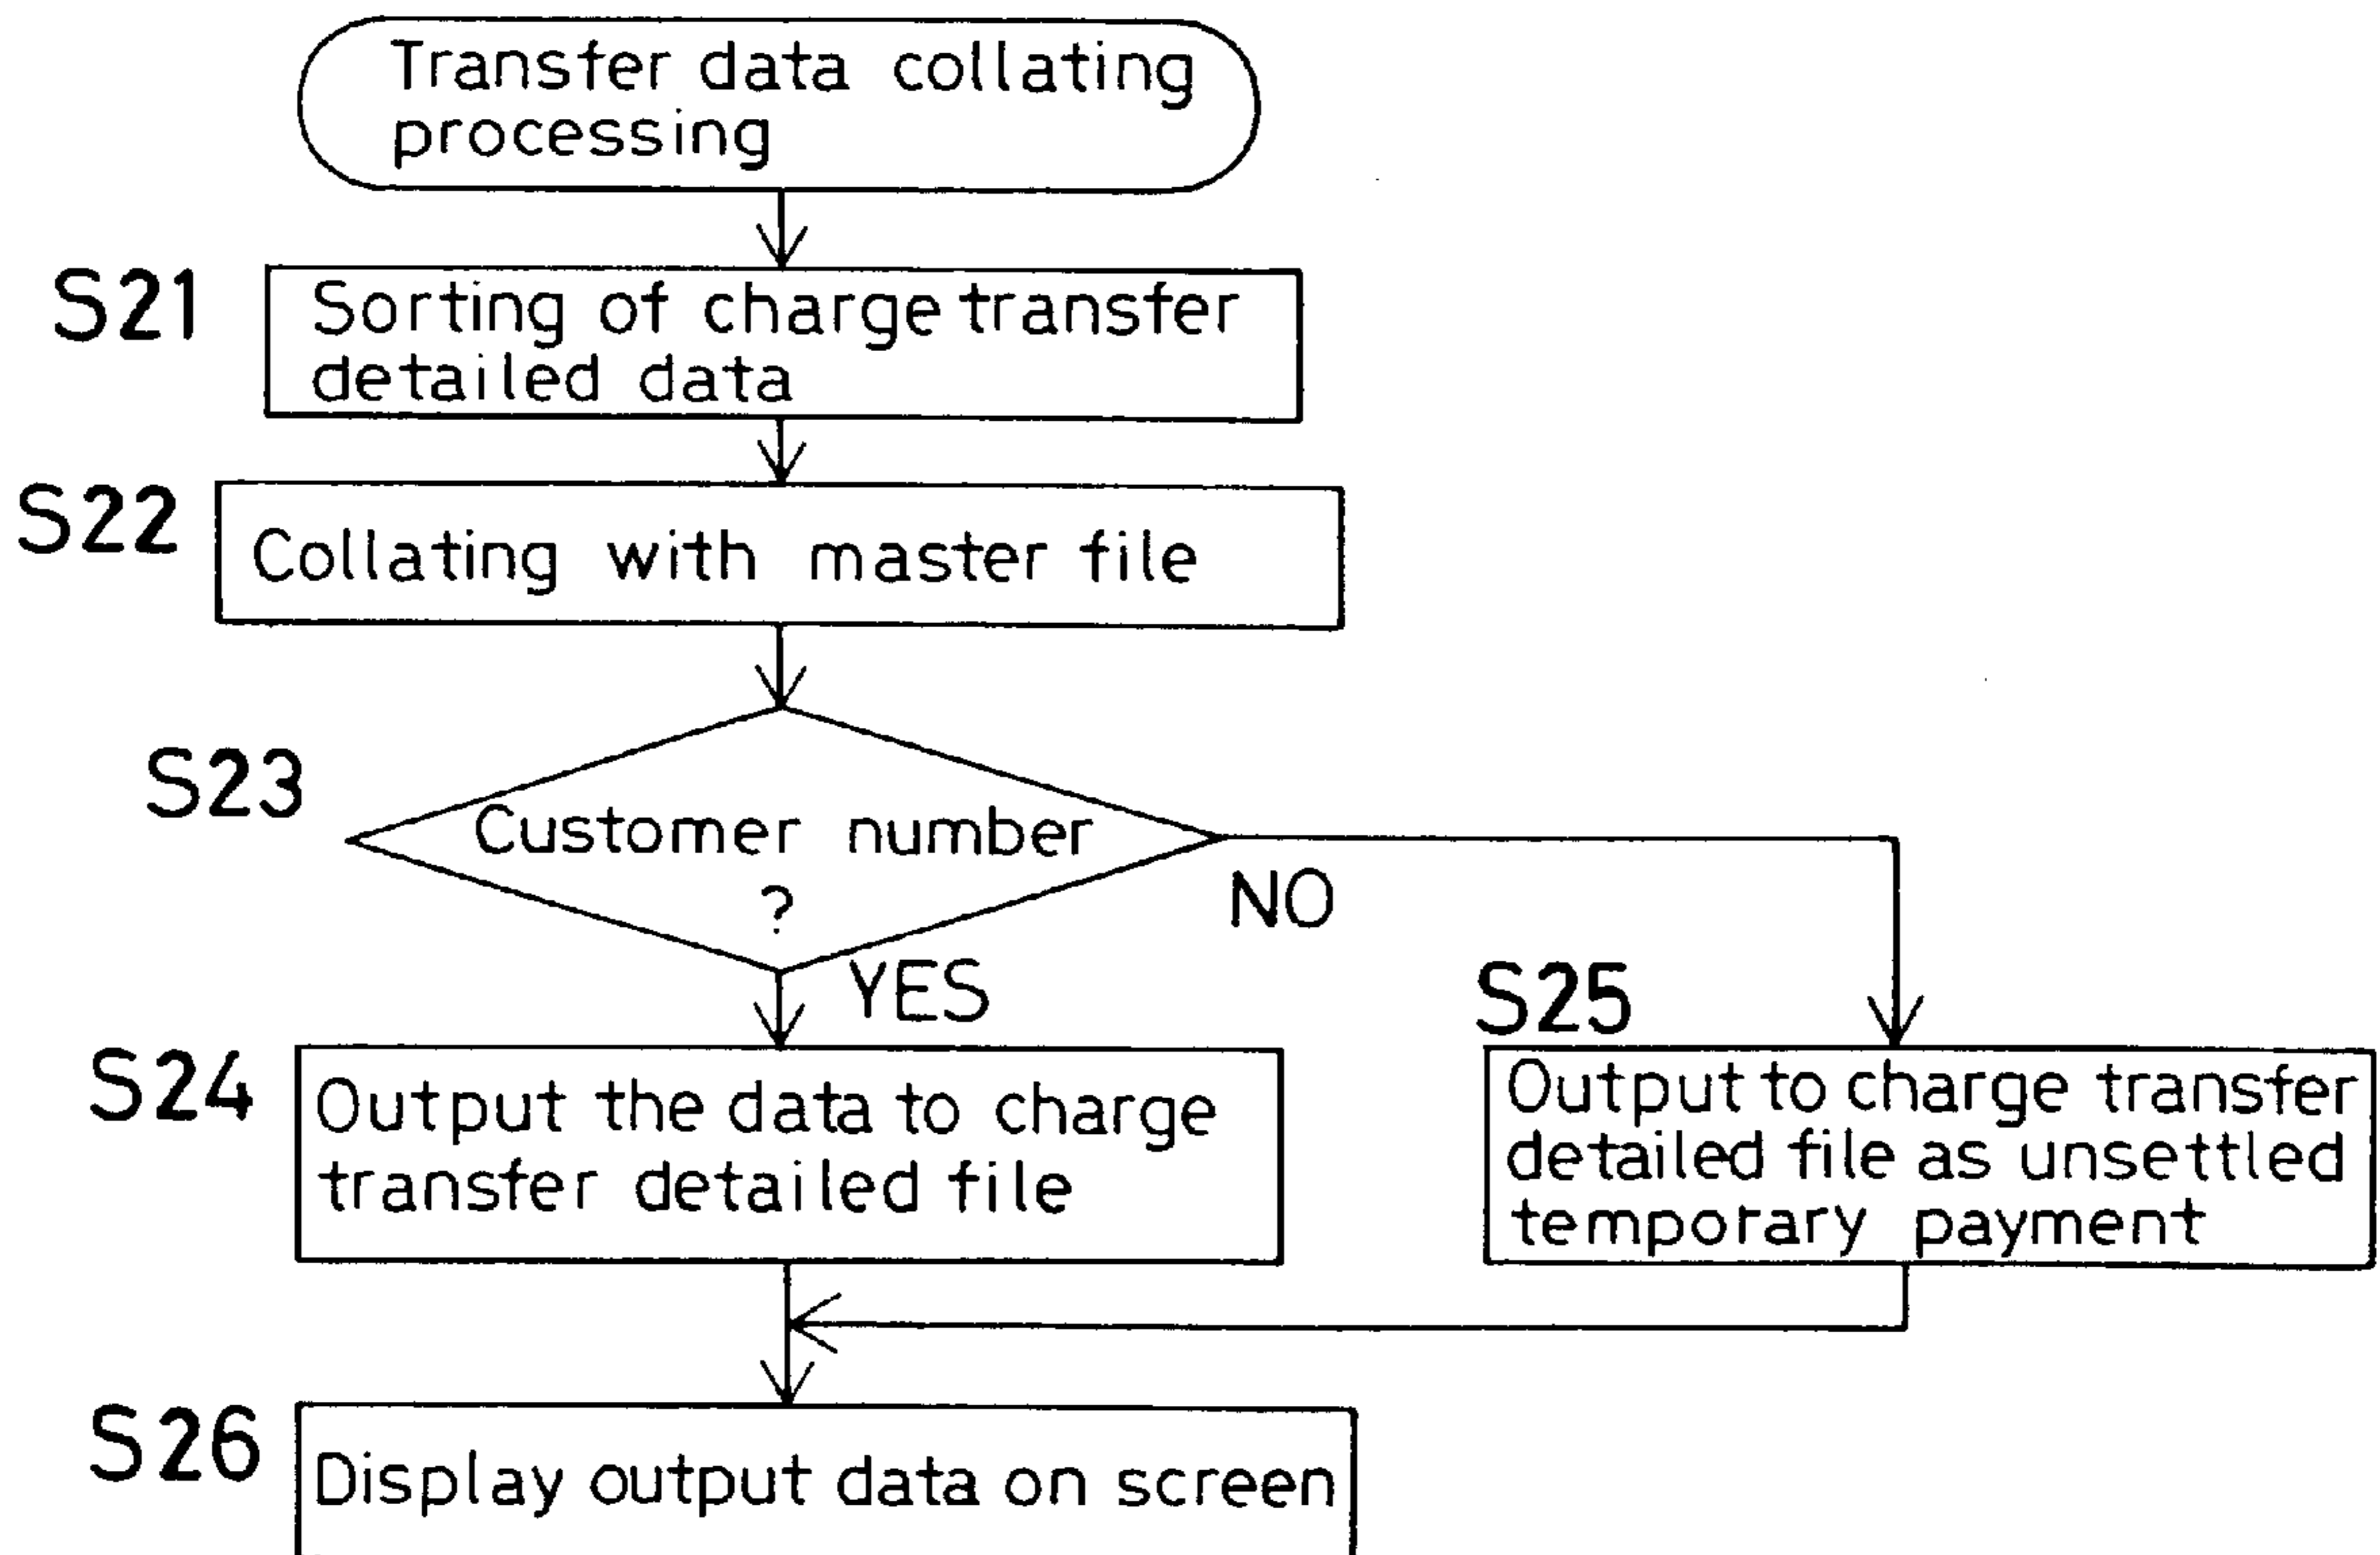 Transfer data collating
processing
S21
Sorting of charge transfer
detailed data
S22
Collating with master file
S23
Customer number
?
NO
YES
S24
Output the data to charge
transfer detailed file
S25
Output to charge transfer
detailed file as unsettled
temporary payment
S26
Display output data on screen